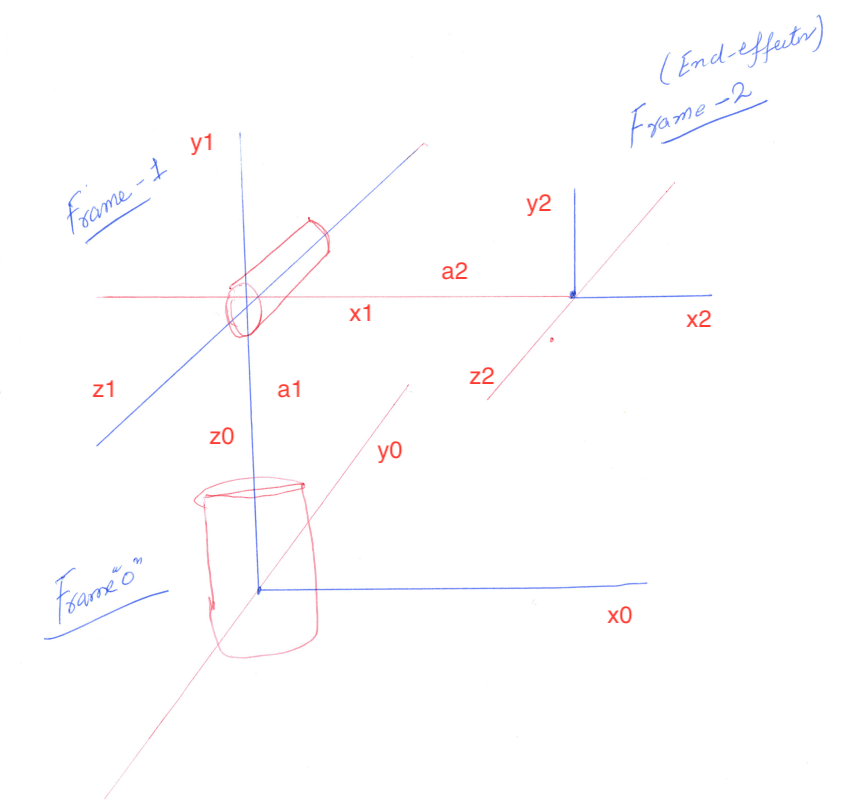 (End-effector)
Frame-2
y1
Frame-1
y2
a2
x1
x2
z1
a1
z2
z0
y0
Frame "0"
x0